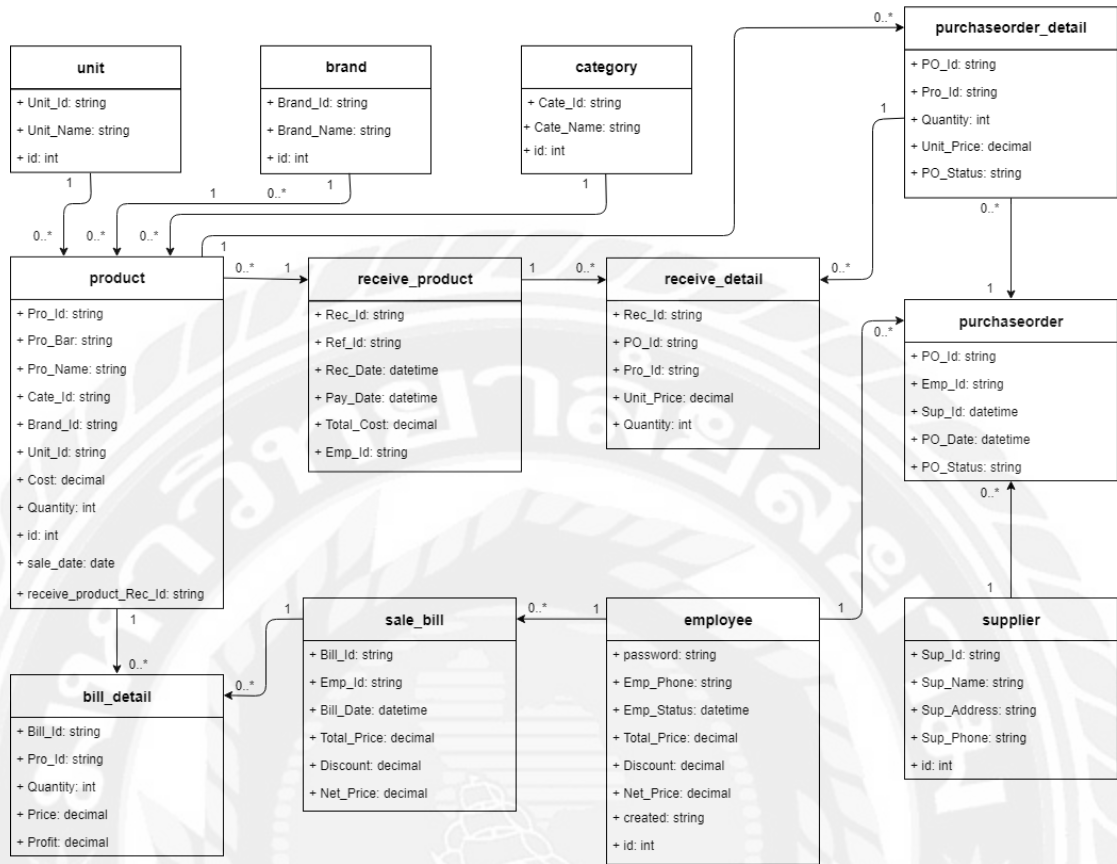 unit
+ Unit_Id: string
+ Unit_Name: string
+ id: int
1
0..*
brand
+ Brand_Id: string
+ Brand_Name: string
+ id: int
1
0..*
1
0..*
category
+ Cate_Id: string
+ Cate_Name: string
+ id: int
1
0..*
purchaseorder_detail
+ PO_Id: string
+ Pro_Id: string
+ Quantity: int
+ Unit_Price: decimal
+ PO_Status: string
0..*
1
0..*
1
product
+ Pro_Id: string
+ Pro_Bar: string
+ Pro_Name: string
+ Cate_Id: string
+ Brand_Id: string
+ Unit_Id: string
+ Cost: decimal
+ Quantity: int
+ id: int
+ sale_date: date
+ receive_product_Rec_Id: string
1
0..*
1
1
0..*
receive_product
+ Rec_Id: string
+ Ref_Id: string
+ Rec_Date: datetime
+ Pay_Date: datetime
+ Total_Cost: decimal
+ Emp_Id: string
1
0..*
receive_detail
+ Rec_Id: string
+ PO_Id: string
+ Pro_Id: string
+ Unit_Price: decimal
+ Quantity: int
0..*
purchaseorder
+ PO_Id: string
+ Emp_Id: string
+ Sup_Id: datetime
+ PO_Date: datetime
+ PO_Status: string
0..*
0..*
bill_detail
+ Bill_Id: string
+ Pro_Id: string
+ Quantity: int
+ Price: decimal
+ Profit: decimal
0..*
1
sale_bill
+ Bill_Id: string
+ Emp_Id: string
+ Bill_Date: datetime
+ Total_Price: decimal
+ Discount: decimal
+ Net_Price: decimal
0..*
1
employee
+ password: string
+ Emp_Phone: string
+ Emp_Status: datetime
+ Total_Price: decimal
+ Discount: decimal
+ Net_Price: decimal
+ created: string
+ id: int
1
1
supplier
+ Sup_Id: string
+ Sup_Name: string
+ Sup_Address: string
+ Sup_Phone: string
+ id: int